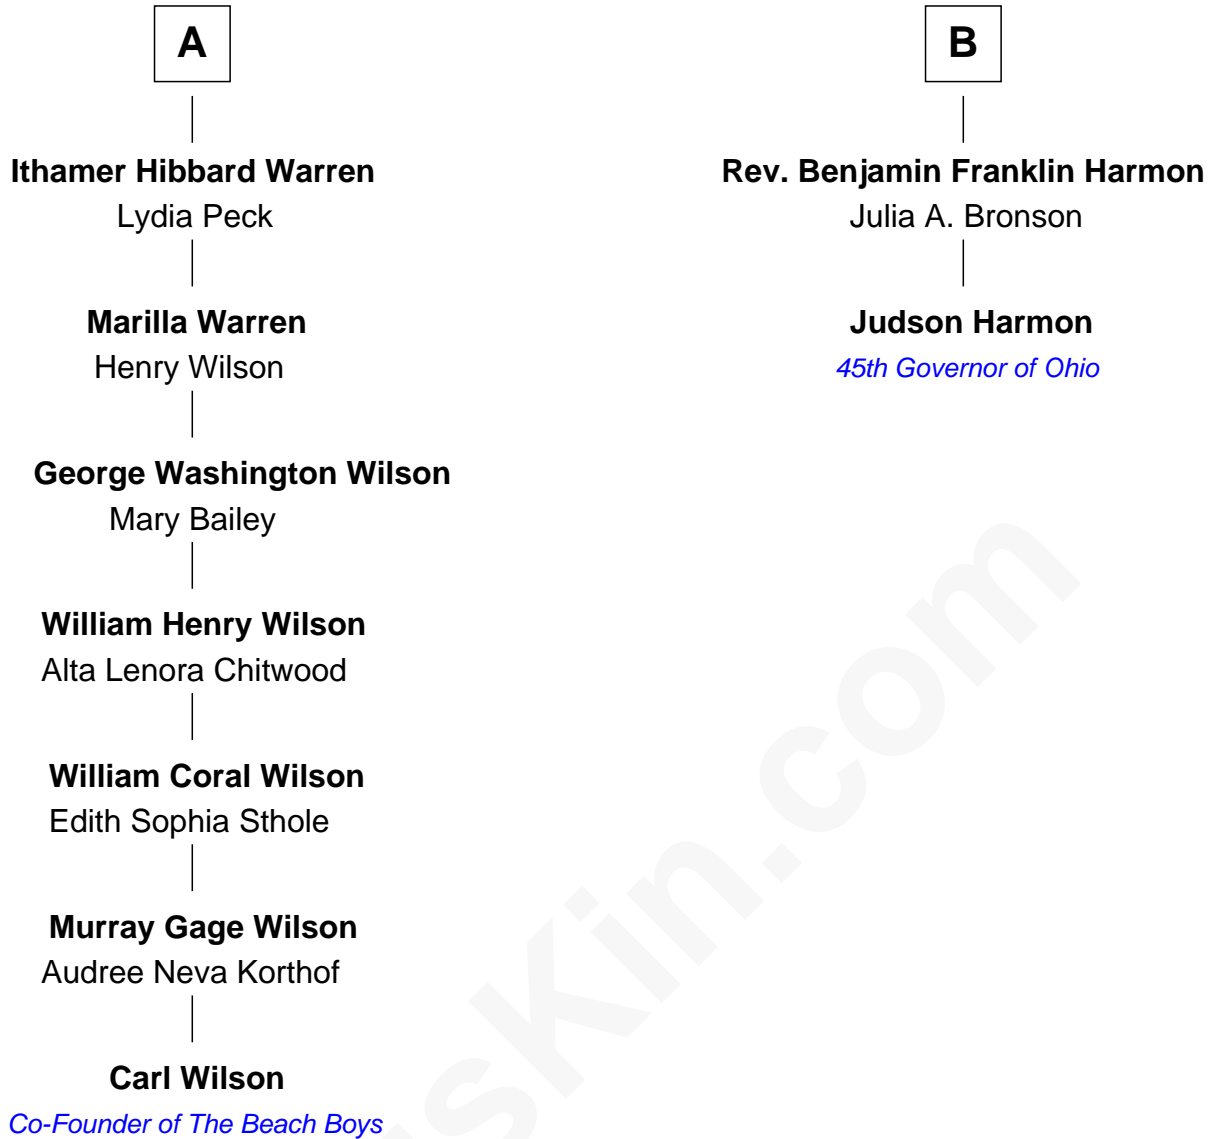 A
Ithamer Hibbard Warren
Lydia Peck
Marilla Warren
Henry Wilson
George Washington Wilson
Mary Bailey
William Henry Wilson
Alta Lenora Chitwood
William Coral Wilson
Edith Sophia Sthole
Murray Gage Wilson
Audree Neva Korthof
Carl Wilson
Co-Founder of The Beach Boys
B
Rev. Benjamin Franklin Harmon
Julia A. Bronson
Judson Harmon
45th Governor of Ohio
sKin.com